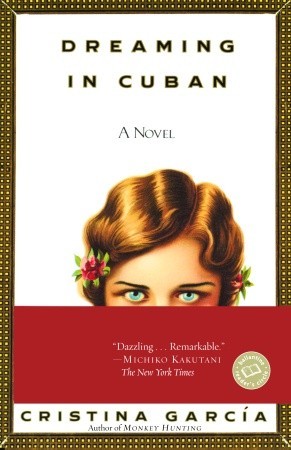 DREAMING
IN CUBAN
A NOVEL
"Dazzling . . . Remarkable."
—MICHIKO KAKUTANI
The New York Times
CRISTINA GARCÍA
Author of MONKEY HUNTING